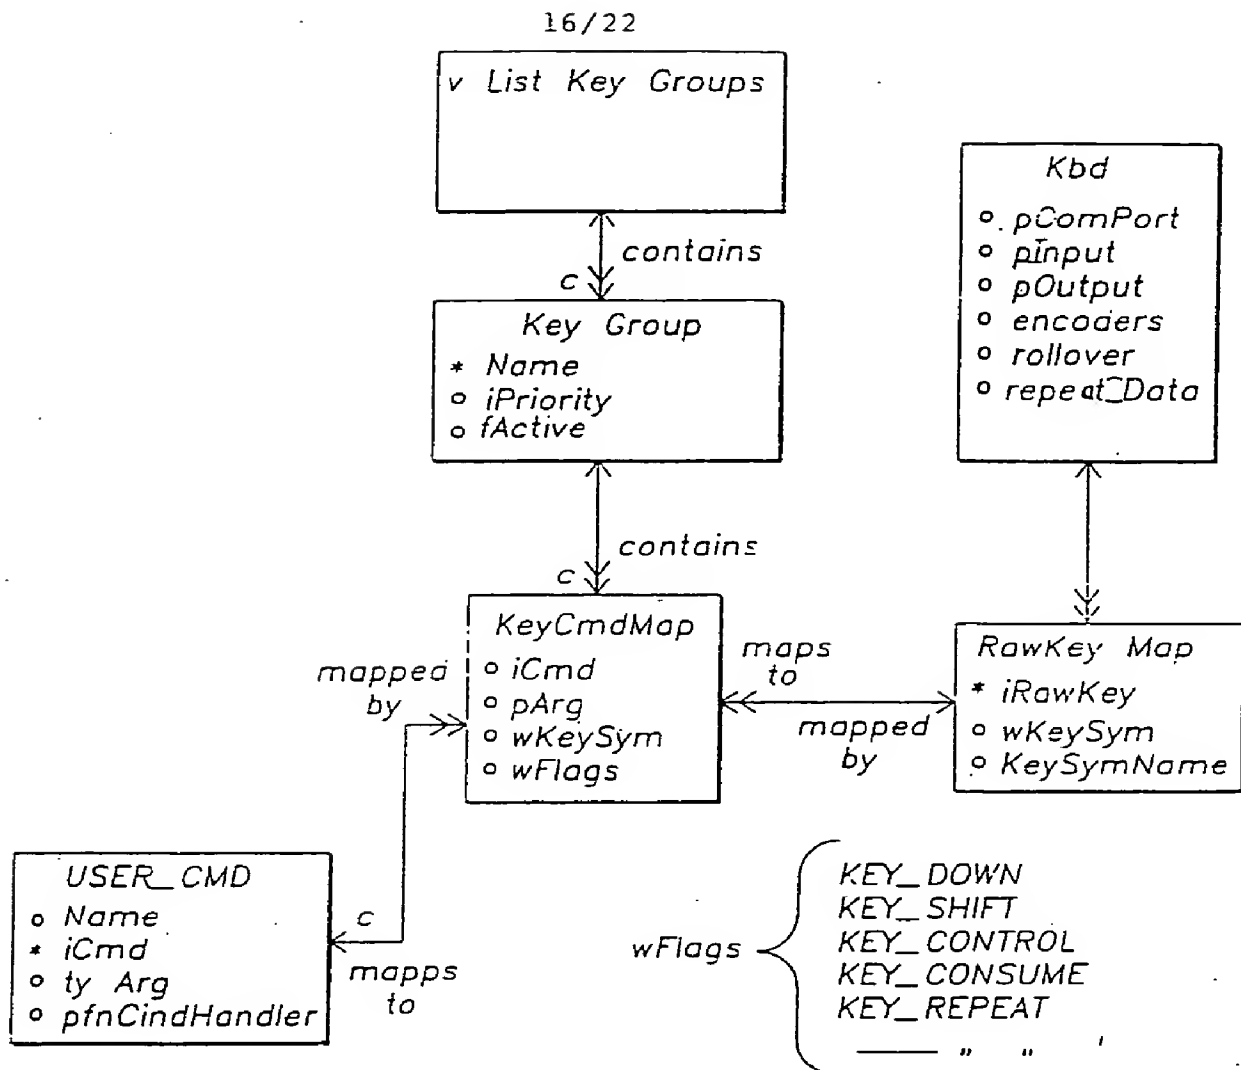 16/22
v List Key Groups
contains
c
Key Group
* Name
o iPriority
o fActive
contains
c
Kbd
o pComPort
o pInput
o pOutput
o encoders
o rollover
o repeat_Data
KeyCmdMap
o iCmd
o pArg
o wKeySym
o wFlags
mapped
by
maps
to
mapped
by
RawKey Map
* iRawKey
o wKeySym
o KeySymName
USER_CMD
o Name
* iCmd
o ty Arg
o pfnCindHandler
c
mapps
to
wFlags
KEY_DOWN
KEY_SHIFT
KEY_CONTROL
KEY_CONSUME
KEY_REPEAT
—— " "